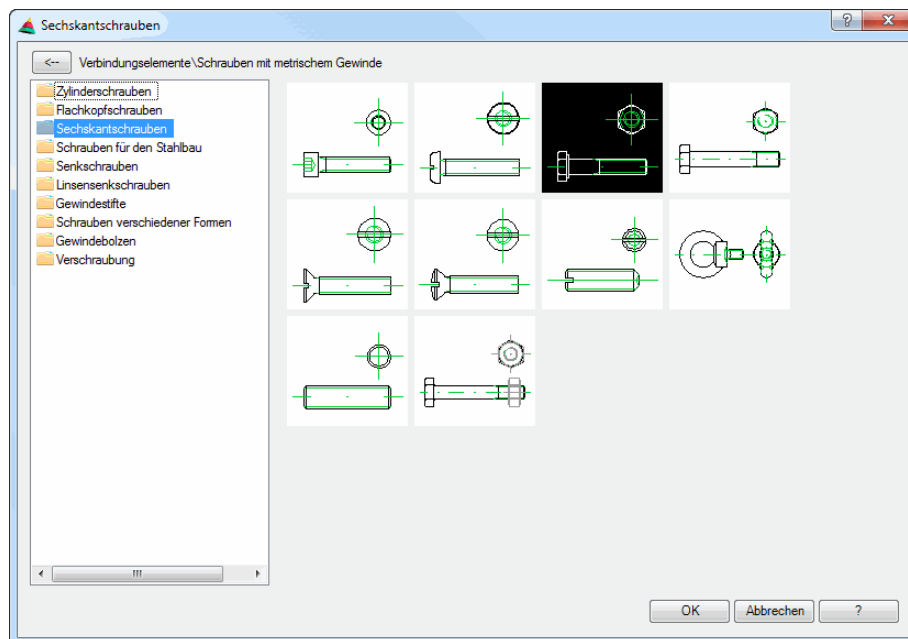 Sechskantschrauben
?
<--
Verbindungselemente\Schrauben mit metrischem Gewinde
Zylinderschrauben
Flachkopfschrauben
Sechskantschrauben
Schrauben für den Stahlbau
Senkschrauben
Linsensenkschrauben
Gewindestifte
Schrauben verschiedener Formen
Gewindebolzen
Verschraubung
OK Abbrechen ?